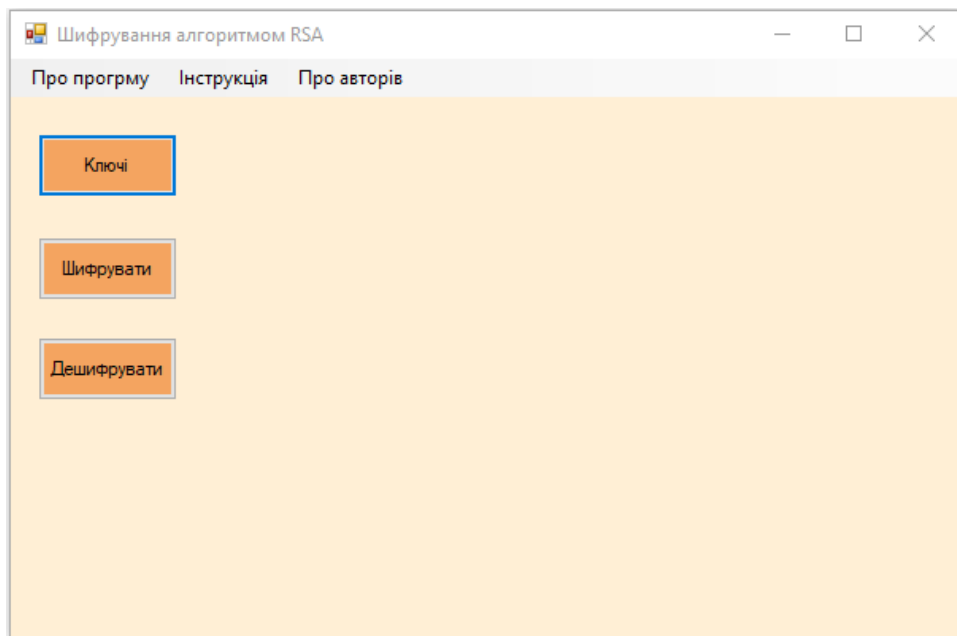 Шифрування алгоритмом RSA
Про прогрму Інструкція Про авторів
Ключі
Шифрувати
Дешифрувати